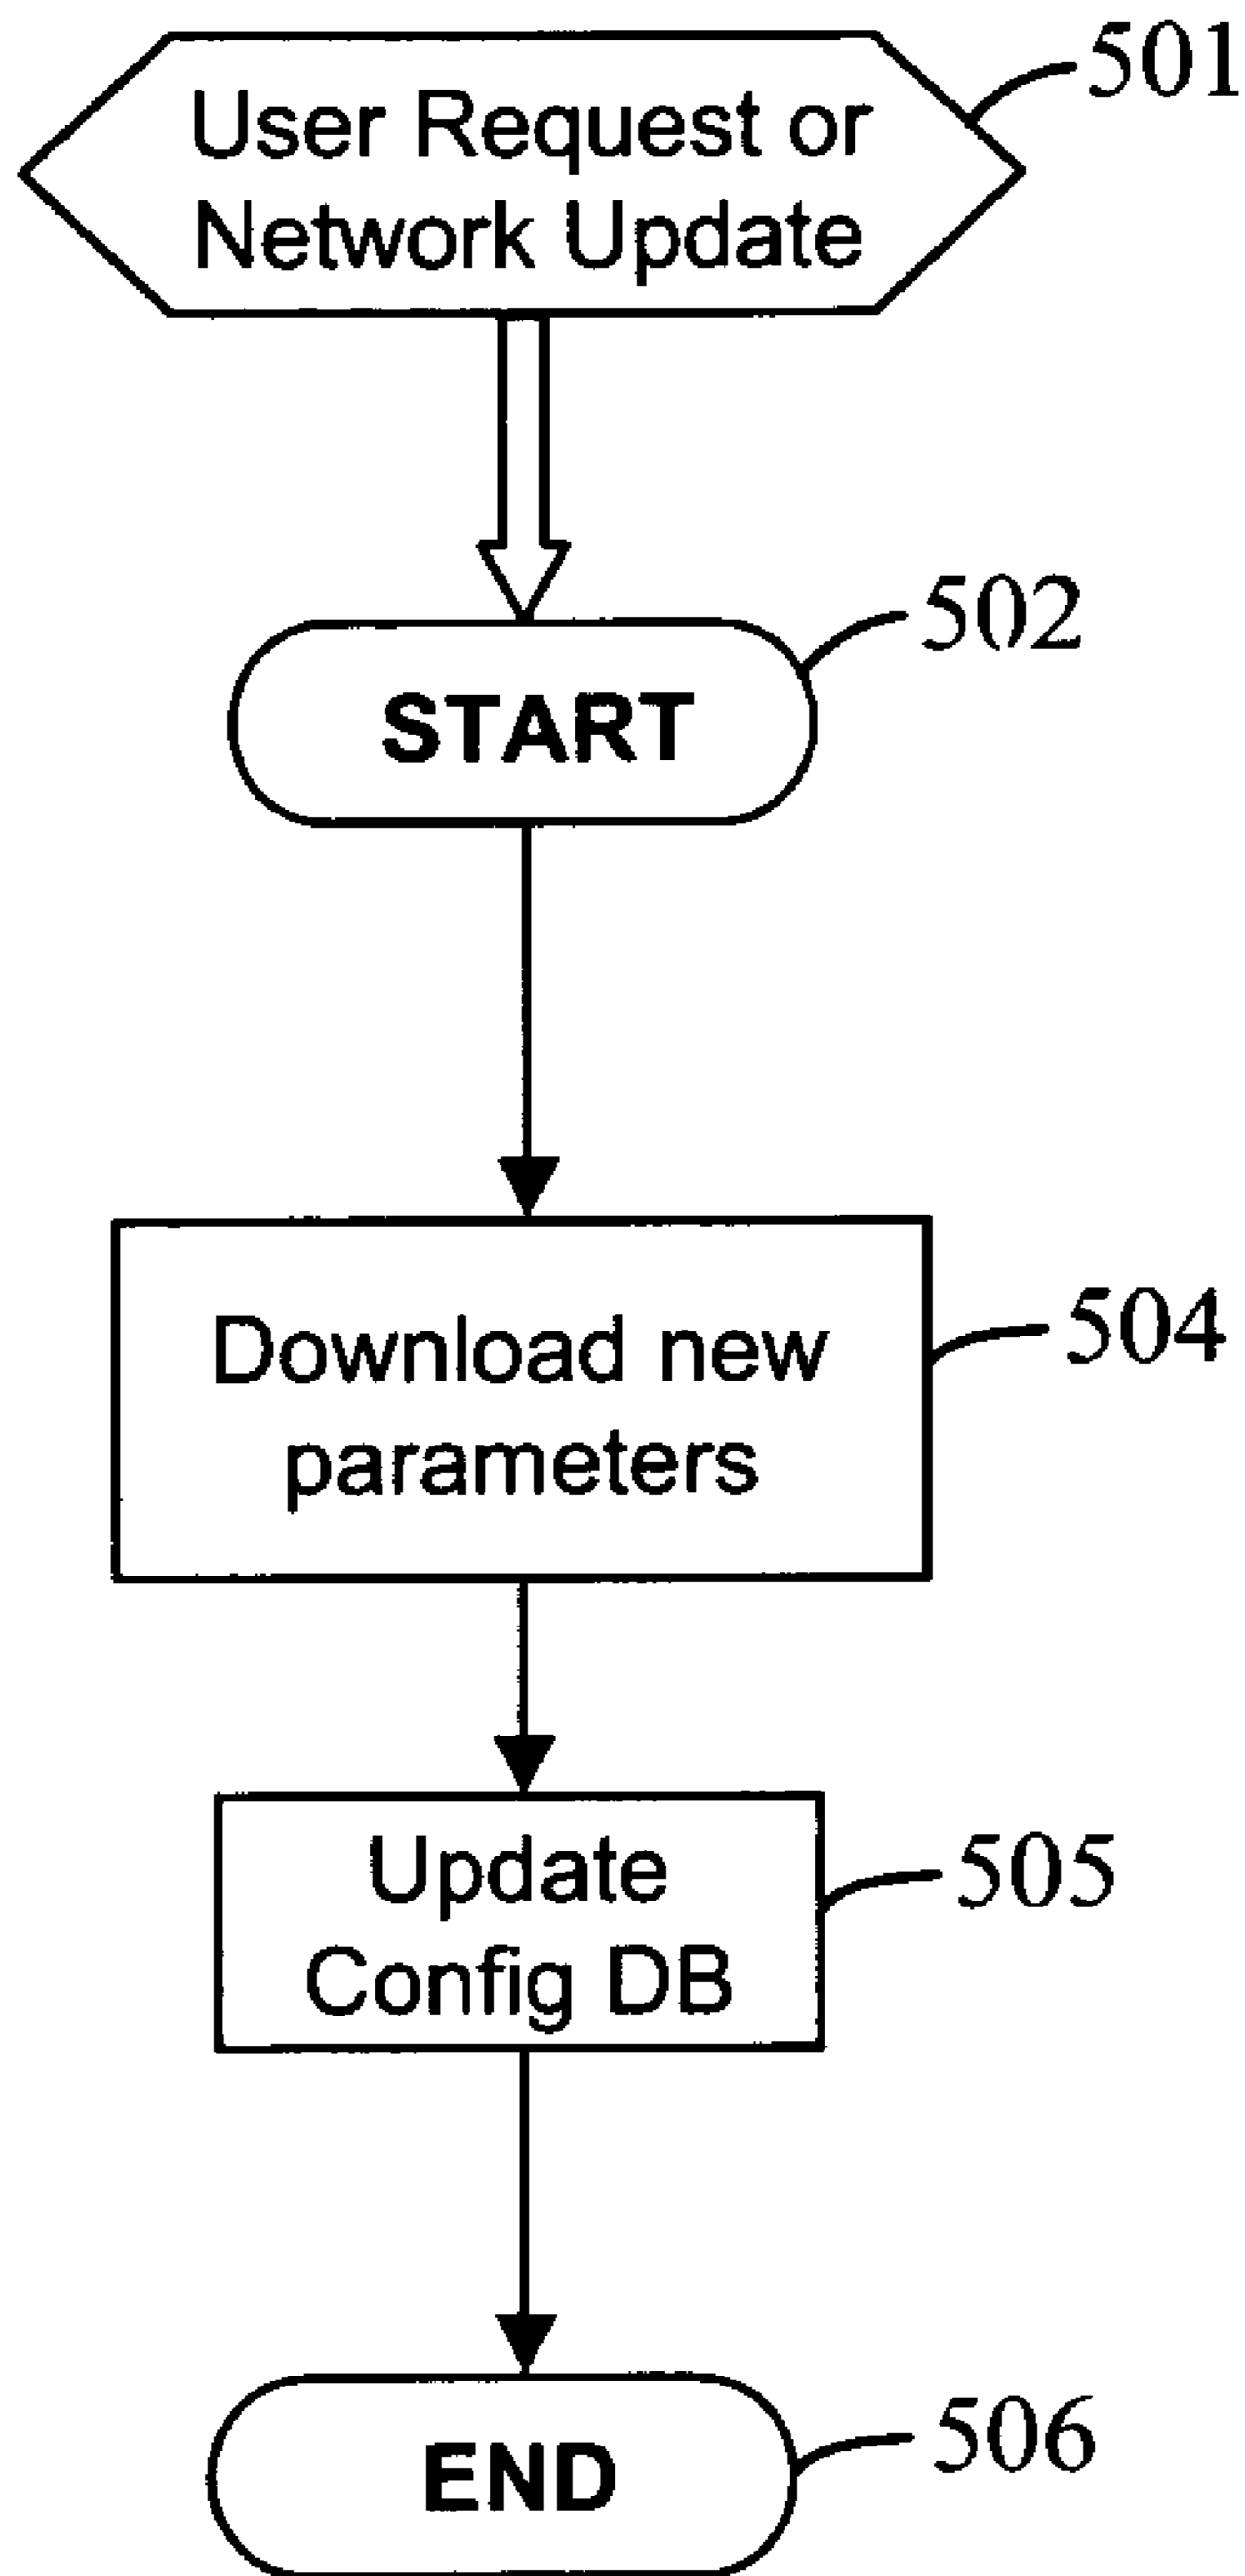 User Request or
Network Update
501
START
502
Download new
parameters
504
Update
Config DB
505
END
506